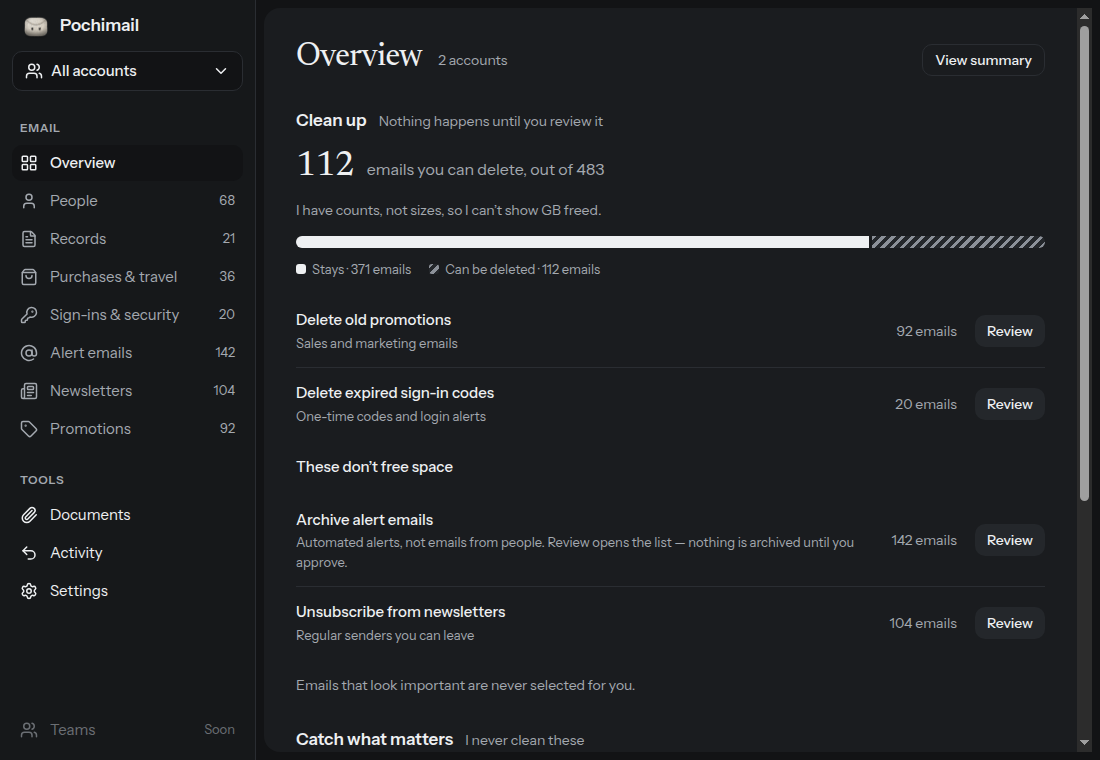 Pochimail
All accounts
EMAIL
Overview
People 68
Records 21
Purchases & travel 36
Sign-ins & security 20
Alert emails 142
Newsletters 104
Promotions 92
TOOLS
Documents
Activity
Settings
Teams Soon
Overview 2 accounts
View summary
Clean up Nothing happens until you review it
112 emails you can delete, out of 483
I have counts, not sizes, so I can’t show GB freed.
Stays · 371 emails Can be deleted · 112 emails
Delete old promotions
Sales and marketing emails
92 emails Review
Delete expired sign-in codes
One-time codes and login alerts
20 emails Review
These don’t free space
Archive alert emails
Automated alerts, not emails from people. Review opens the list — nothing is archived until you
approve.
142 emails Review
Unsubscribe from newsletters
Regular senders you can leave
104 emails Review
Emails that look important are never selected for you.
Catch what matters I never clean these